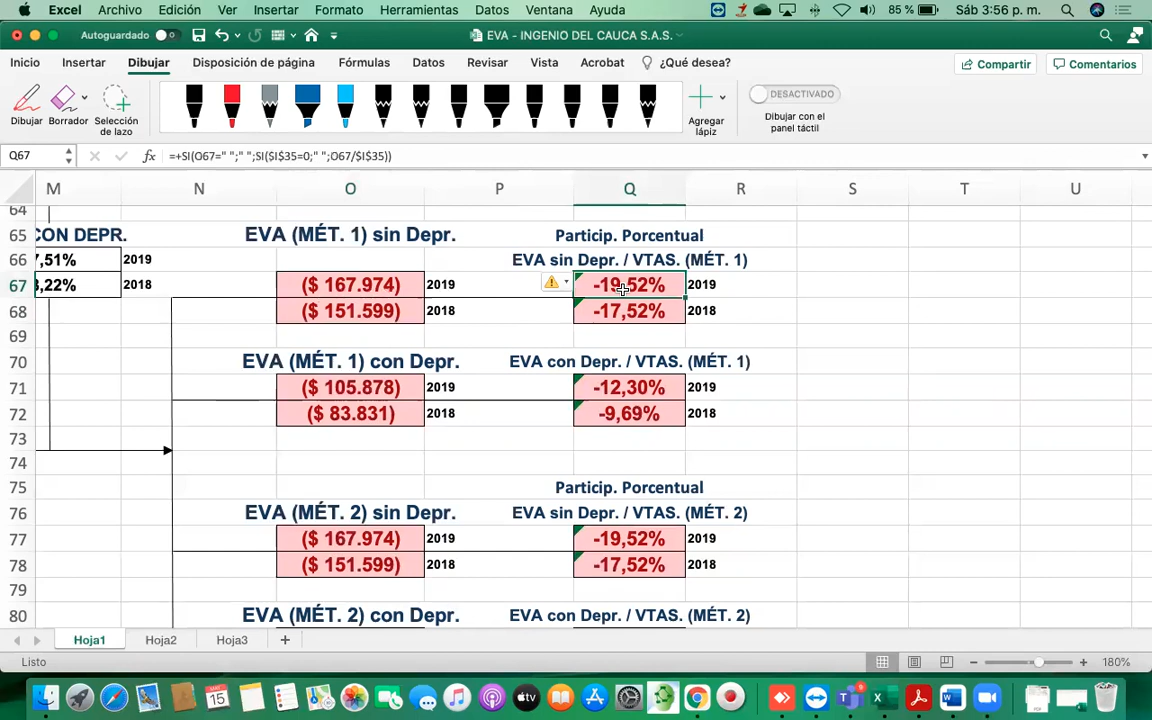 Excel Archivo Edición Ver Insertar Formato Herramientas Datos Ventana Ayuda 85 % Sáb 3:56 p. m.
Autoguardado EVA - INGENIO DEL CAUCA S.A.S.
Inicio Insertar Dibujar Disposición de página Fórmulas Datos Revisar Vista Acrobat ¿Qué desea? Compartir Comentarios
DESACTIVADO
Dibujar Borrador Selección de lazo Agregar lápiz Dibujar con el panel táctil
Q67 fx =+SI(O67=" ";" ";SI($I$35=0;" ";O67/$I$35))
M N O P Q R S T U
64
65 CON DEPR. EVA (MÉT. 1) sin Depr. Particip. Porcentual
66 7,51% 2019 EVA sin Depr. / VTAS. (MÉT. 1)
67 3,22% 2018 ($ 167.974) 2019 -19,52% 2019
68 ($ 151.599) 2018 -17,52% 2018
69
70 EVA (MÉT. 1) con Depr. EVA con Depr. / VTAS. (MÉT. 1)
71 ($ 105.878) 2019 -12,30% 2019
72 ($ 83.831) 2018 -9,69% 2018
73
74
75 Particip. Porcentual
76 EVA (MÉT. 2) sin Depr. EVA sin Depr. / VTAS. (MÉT. 2)
77 ($ 167.974) 2019 -19,52% 2019
78 ($ 151.599) 2018 -17,52% 2018
79
80 EVA (MÉT. 2) con Depr. EVA con Depr. / VTAS. (MÉT. 2)
Hoja1 Hoja2 Hoja3
Listo 180%